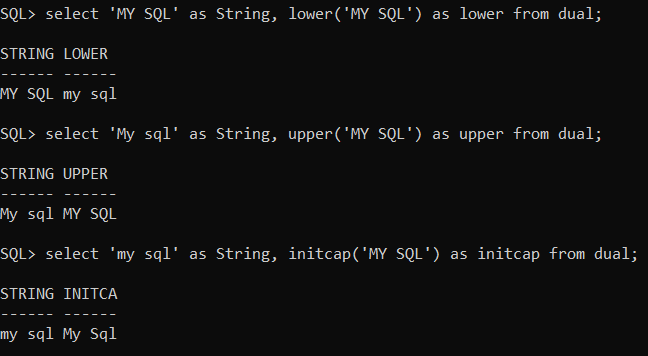 SQL> select 'MY SQL' as String, lower('MY SQL') as lower from dual;
STRING LOWER
------ ------
MY SQL my sql
SQL> select 'My sql' as String, upper('MY SQL') as upper from dual;
STRING UPPER
------ ------
My sql MY SQL
SQL> select 'my sql' as String, initcap('MY SQL') as initcap from dual;
STRING INITCA
------ ------
my sql My Sql